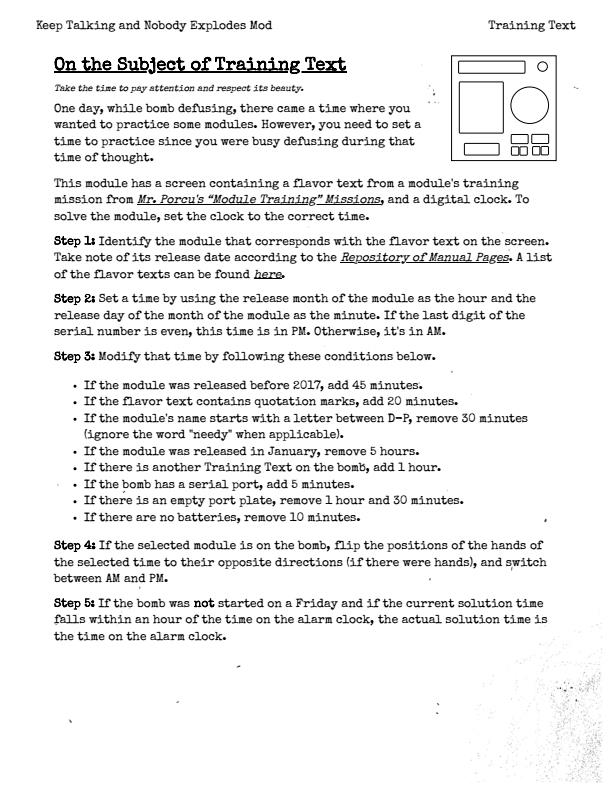 Keep Talking and Nobody Explodes Mod
Training Text
On the Subject of Training Text
Take the time to pay attention and respect its beauty.
One day, while bomb defusing, there came a time where you
wanted to practice some modules. However, you need to set a
time to practice since you were busy defusing during that
time of thought.
This module has a screen containing a flavor text from a module's training
mission from Mr. Porcu's “Module Training” Missions, and a digital clock. To
solve the module, set the clock to the correct time.
Step 1: Identify the module that corresponds with the flavor text on the screen.
Take note of its release date according to the Repository of Manual Pages. A list
of the flavor texts can be found here.
Step 2: Set a time by using the release month of the module as the hour and the
release day of the month of the module as the minute. If the last digit of the
serial number is even, this time is in PM. Otherwise, it's in AM.
Step 3: Modify that time by following these conditions below.
• If the module was released before 2017, add 45 minutes.
• If the flavor text contains quotation marks, add 20 minutes.
• If the module's name starts with a letter between D-P, remove 30 minutes
(ignore the word "needy" when applicable).
• If the module was released in January, remove 5 hours.
• If there is another Training Text on the bomb, add 1 hour.
• If the bomb has a serial port, add 5 minutes.
• If there is an empty port plate, remove 1 hour and 30 minutes.
• If there are no batteries, remove 10 minutes.
Step 4: If the selected module is on the bomb, flip the positions of the hands of
the selected time to their opposite directions (if there were hands), and switch
between AM and PM.
Step 5: If the bomb was not started on a Friday and if the current solution time
falls within an hour of the time on the alarm clock, the actual solution time is
the time on the alarm clock.